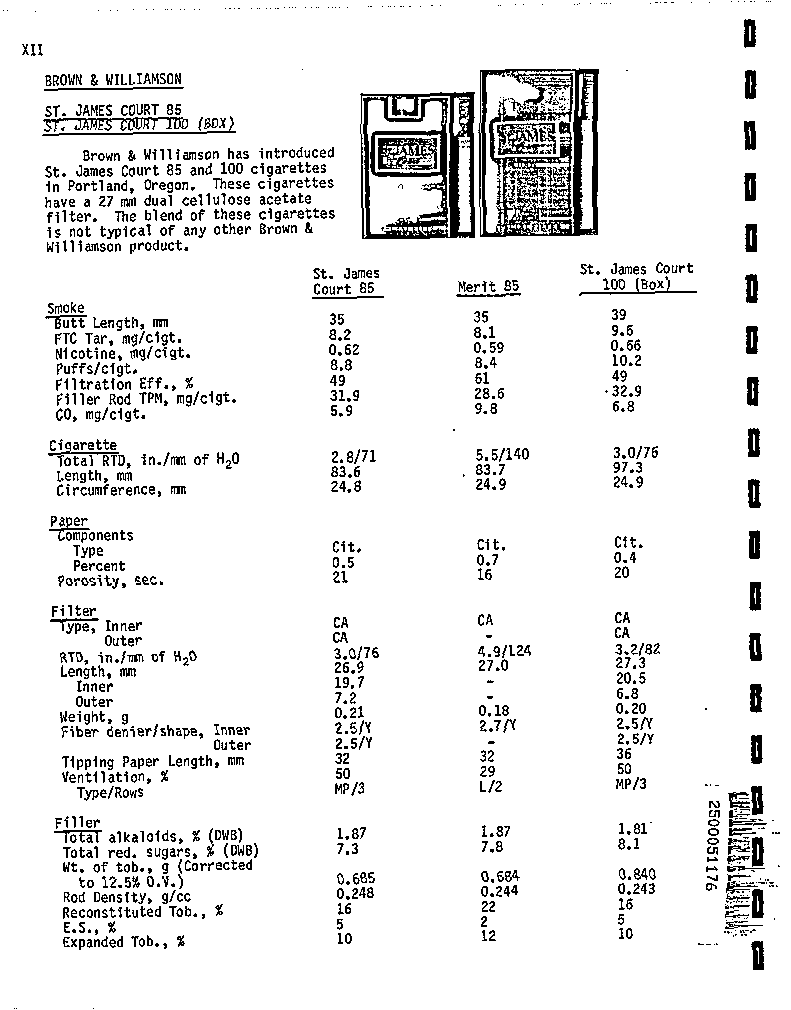 XII
BROWN & WILLIAMSON
ST. JAMES COURT 85
ST. JAMES COURT 100 (BOX)
Brown & Williamson has introduced
St. James Court 85 and 100 cigarettes
in Portland, Oregon. These cigarettes
have a 27 mm dual cellulose acetate
filter. The blend of these cigarettes
is not typical of any other Brown &
Williamson product.
ST. JAMES
Court
ST. JAMES
Court
St. James Court 85 Merit 85 St. James Court 100 (Box)
Smoke
Butt Length, mm 35 35 39
FTC Tar, mg/cigt. 8.2 8.1 9.6
Nicotine, mg/cigt. 0.62 0.59 0.66
Puffs/cigt. 8.8 8.4 10.2
Filtration Eff., % 49 61 49
Filler Rod TPM, mg/cigt. 31.9 28.6 32.9
CO, mg/cigt. 5.9 9.8 6.8
Cigarette
Total RTD, in./mm of H2O 2.8/71 5.5/140 3.0/76
Length, mm 83.6 83.7 97.3
Circumference, mm 24.8 24.9 24.9
Paper
Components
Type Cit. Cit. Cit.
Percent 0.5 0.7 0.4
Porosity, sec. 21 16 20
Filter
Type, Inner CA CA CA
Outer CA - CA
RTD, in./mm of H2O 3.0/76 4.9/124 3.2/82
Length, mm 26.9 27.0 27.3
Inner 19.7 - 20.5
Outer 7.2 - 6.8
Weight, g 0.21 0.18 0.20
Fiber denier/shape, Inner 2.5/Y 2.7/Y 2.5/Y
Outer 2.5/Y - 2.5/Y
Tipping Paper Length, mm 32 32 36
Ventilation, % 50 29 50
Type/Rows MP/3 L/2 MP/3
Filler
Total alkaloids, % (DWB) 1.87 1.87 1.81
Total red. sugars, % (DWB) 7.3 7.8 8.1
Wt. of tob., g (Corrected
to 12.5% O.V.) 0.685 0.684 0.840
Rod Density, g/cc 0.248 0.244 0.243
Reconstituted Tob., % 16 22 16
E.S., % 5 2 5
Expanded Tob., % 10 12 10
2500051176